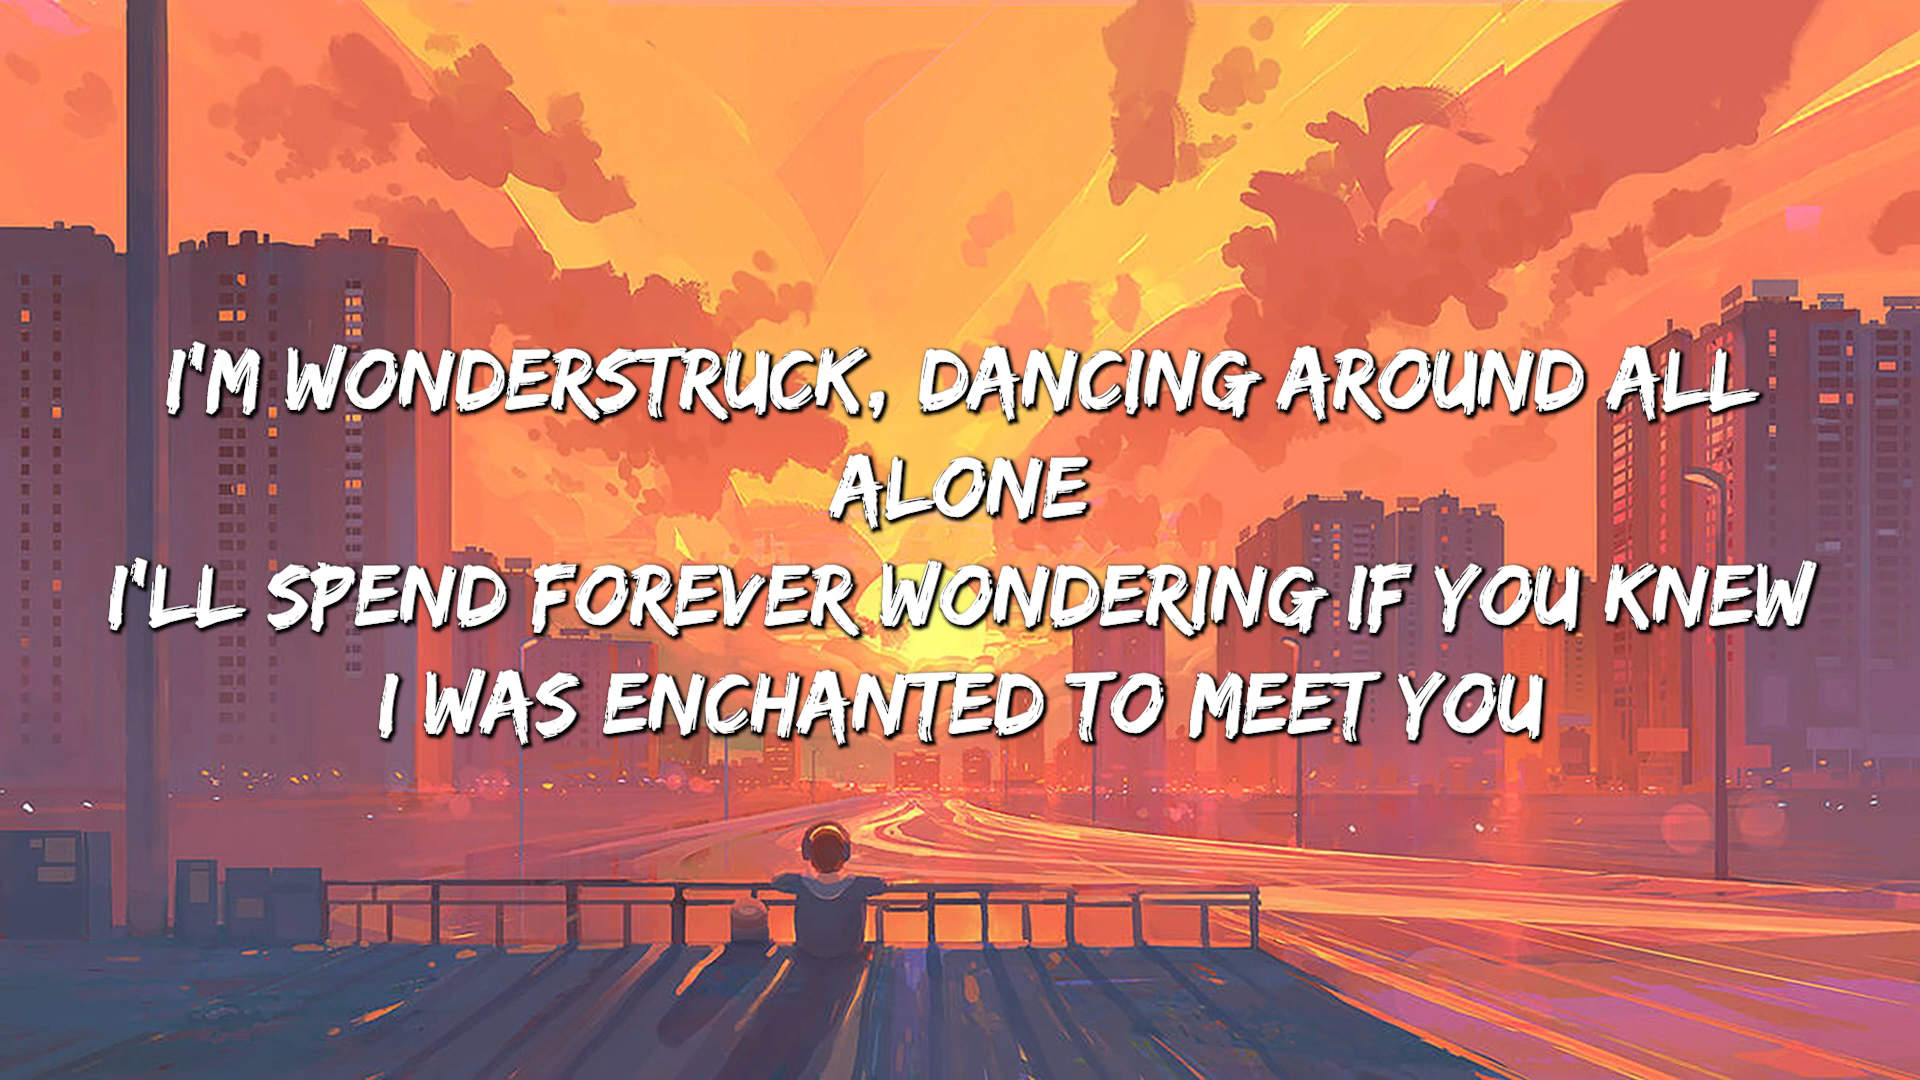 I'M WONDERSTRUCK, DANCING AROUND ALL
ALONE
I'LL SPEND FOREVER WONDERING IF YOU KNEW
I WAS ENCHANTED TO MEET YOU